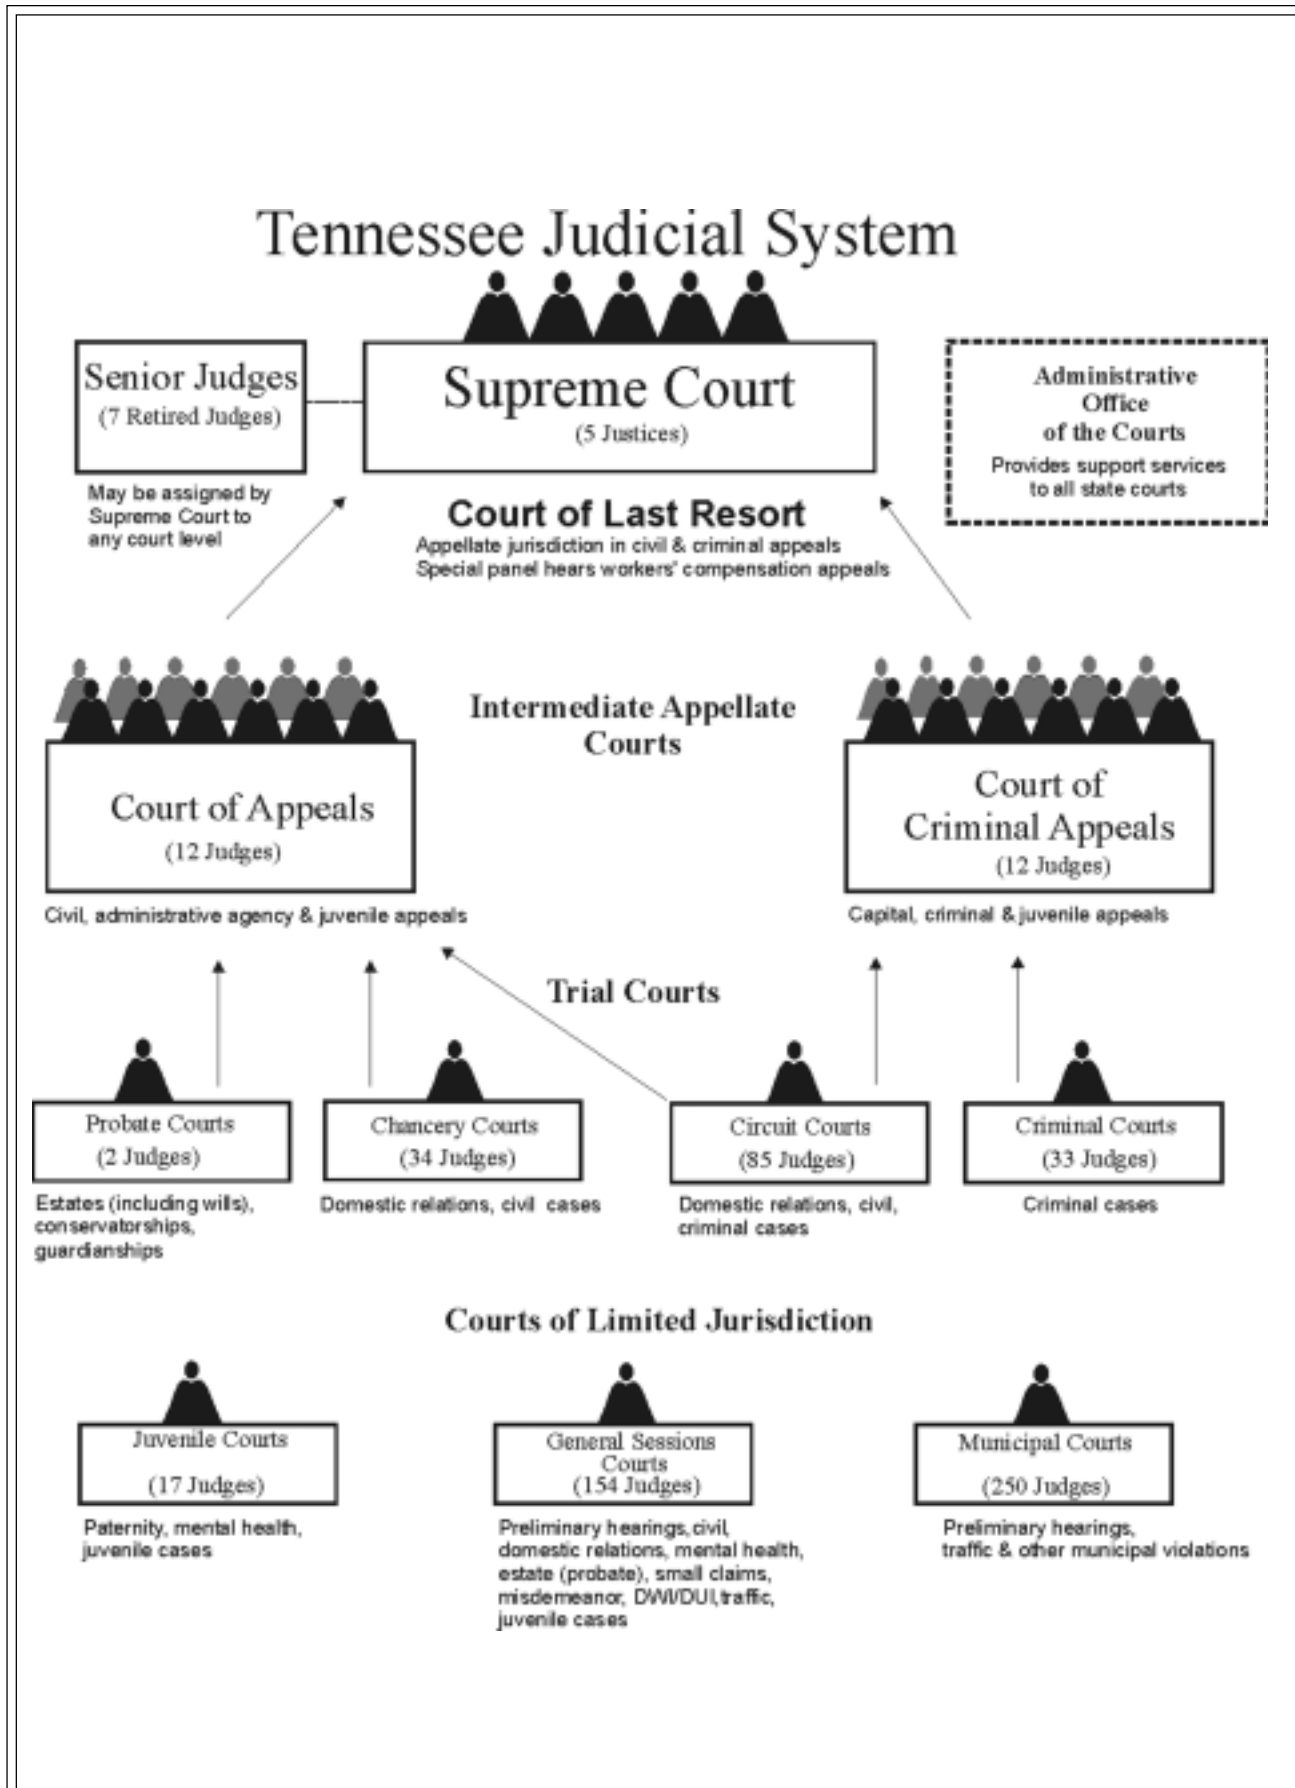 Tennessee Judicial System
Senior Judges
(7 Retired Judges)
May be assigned by
Supreme Court to
any court level
Supreme Court
(5 Justices)
Court of Last Resort
Appellate jurisdiction in civil & criminal appeals
Special panel hears workers' compensation appeals
Administrative
Office
of the Courts
Provides support services
to all state courts
Intermediate Appellate
Courts
Court of Appeals
(12 Judges)
Civil, administrative agency & juvenile appeals
Court of
Criminal Appeals
(12 Judges)
Capital, criminal & juvenile appeals
Trial Courts
Probate Courts
(2 Judges)
Estates (including wills),
conservatorships,
guardianships
Chancery Courts
(34 Judges)
Domestic relations, civil cases
Circuit Courts
(85 Judges)
Domestic relations, civil,
criminal cases
Criminal Courts
(33 Judges)
Criminal cases
Courts of Limited Jurisdiction
Juvenile Courts
(17 Judges)
Paternity, mental health,
juvenile cases
General Sessions
Courts
(154 Judges)
Preliminary hearings, civil,
domestic relations, mental health,
estate (probate), small claims,
misdemeanor, DWI/DUI, traffic,
juvenile cases
Municipal Courts
(250 Judges)
Preliminary hearings,
traffic & other municipal violations